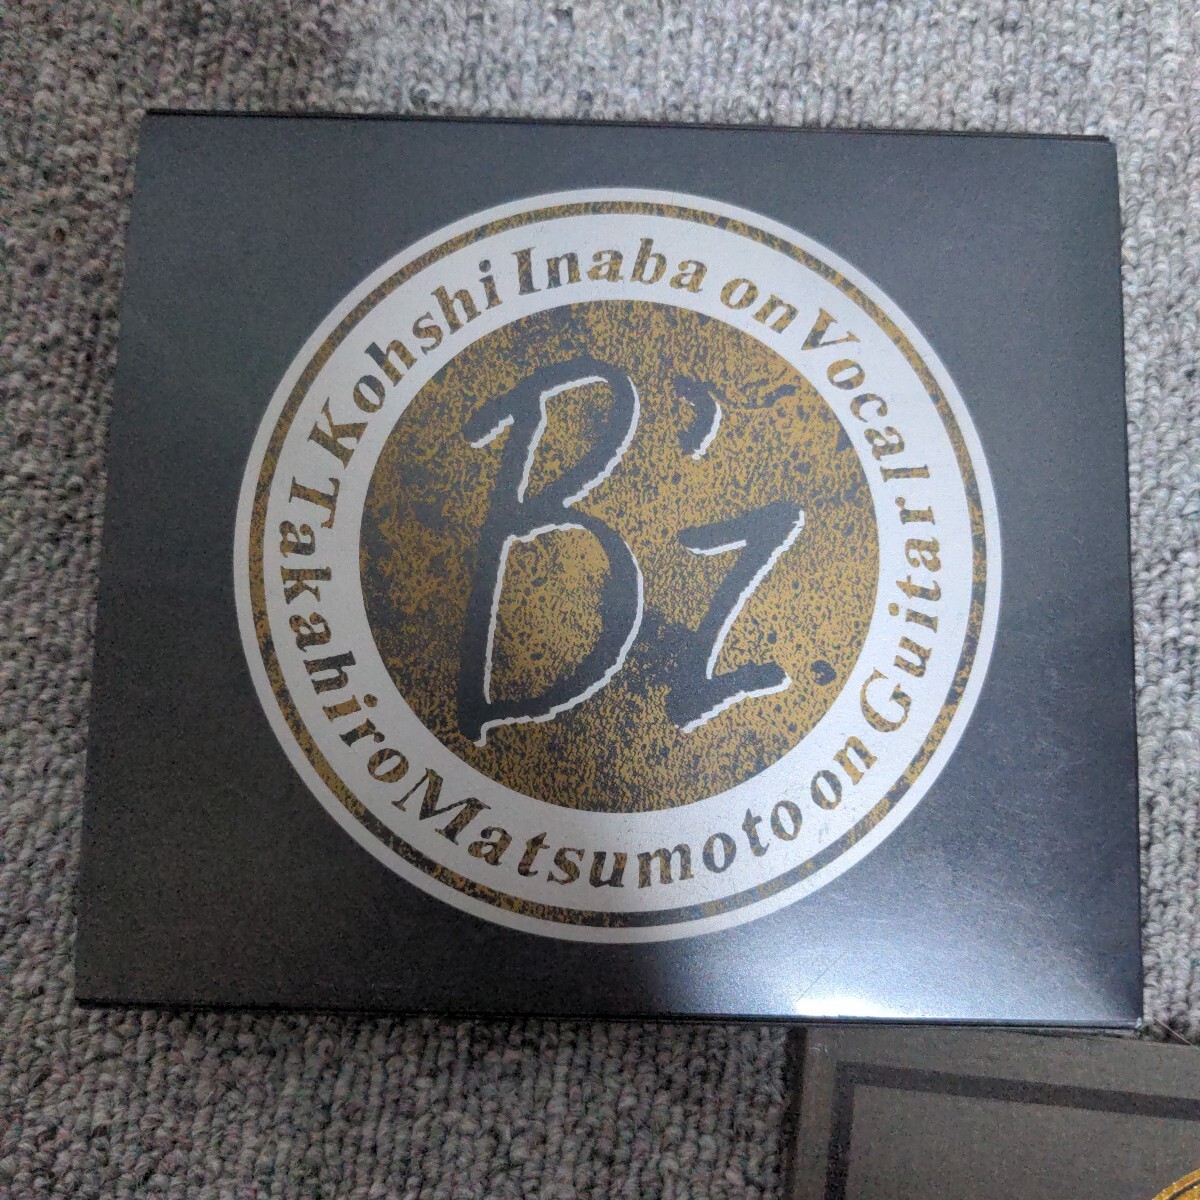 Kohshi Inaba on Vocal
B'z.
Takahiro Matsumoto on Guitar